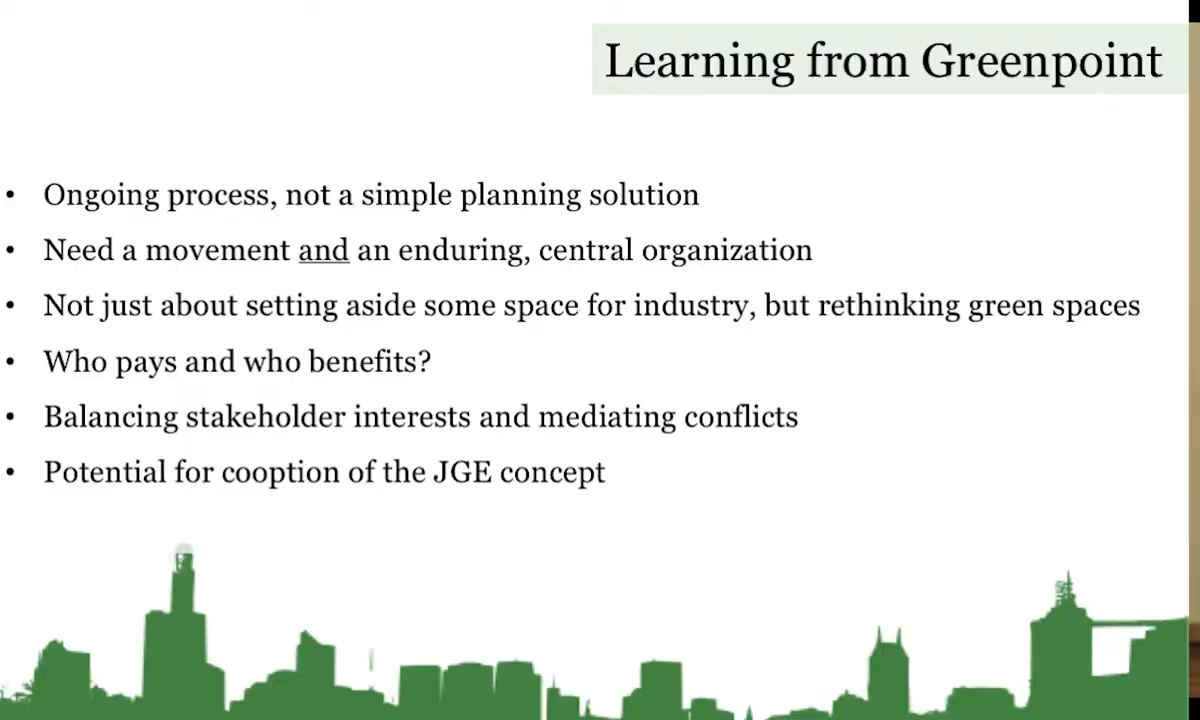 Learning from Greenpoint
• Ongoing process, not a simple planning solution
• Need a movement and an enduring, central organization
• Not just about setting aside some space for industry, but rethinking green spaces
• Who pays and who benefits?
• Balancing stakeholder interests and mediating conflicts
• Potential for cooption of the JGE concept